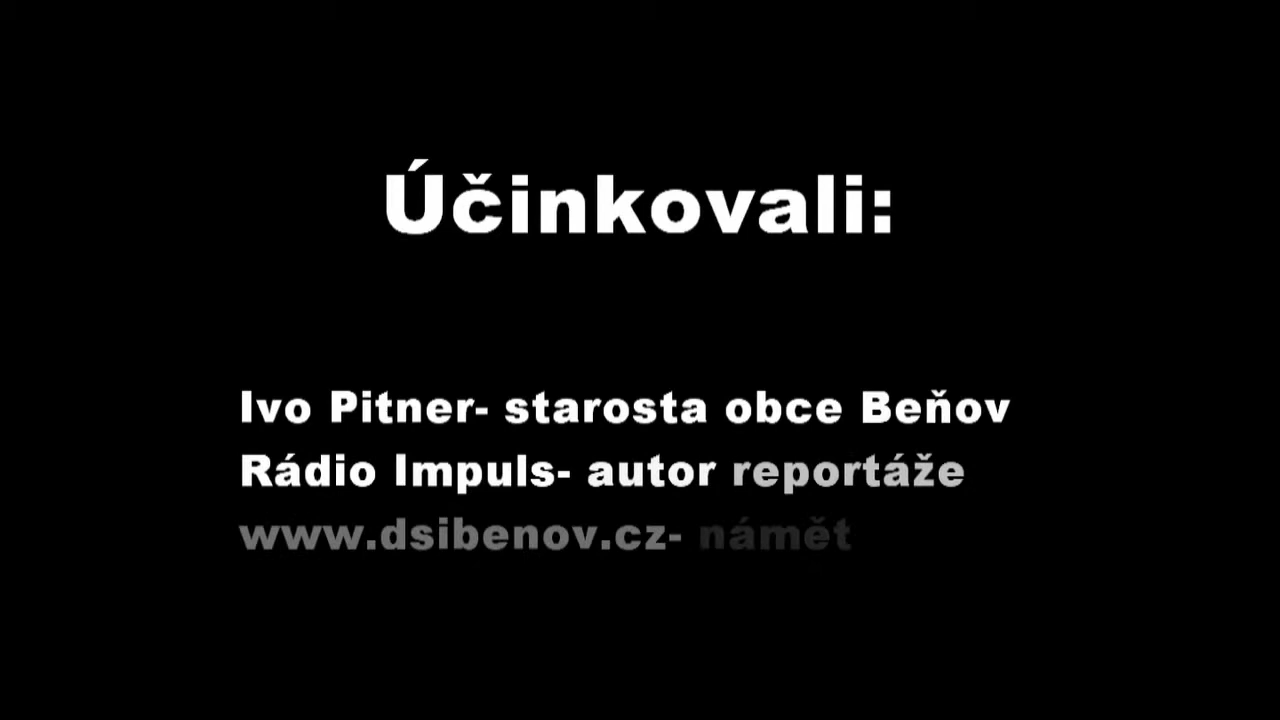 Účinkovali:
Ivo Pitner- starosta obce Beňov
Rádio Impuls- autor reportáže
www.dsibenov.cz- námět